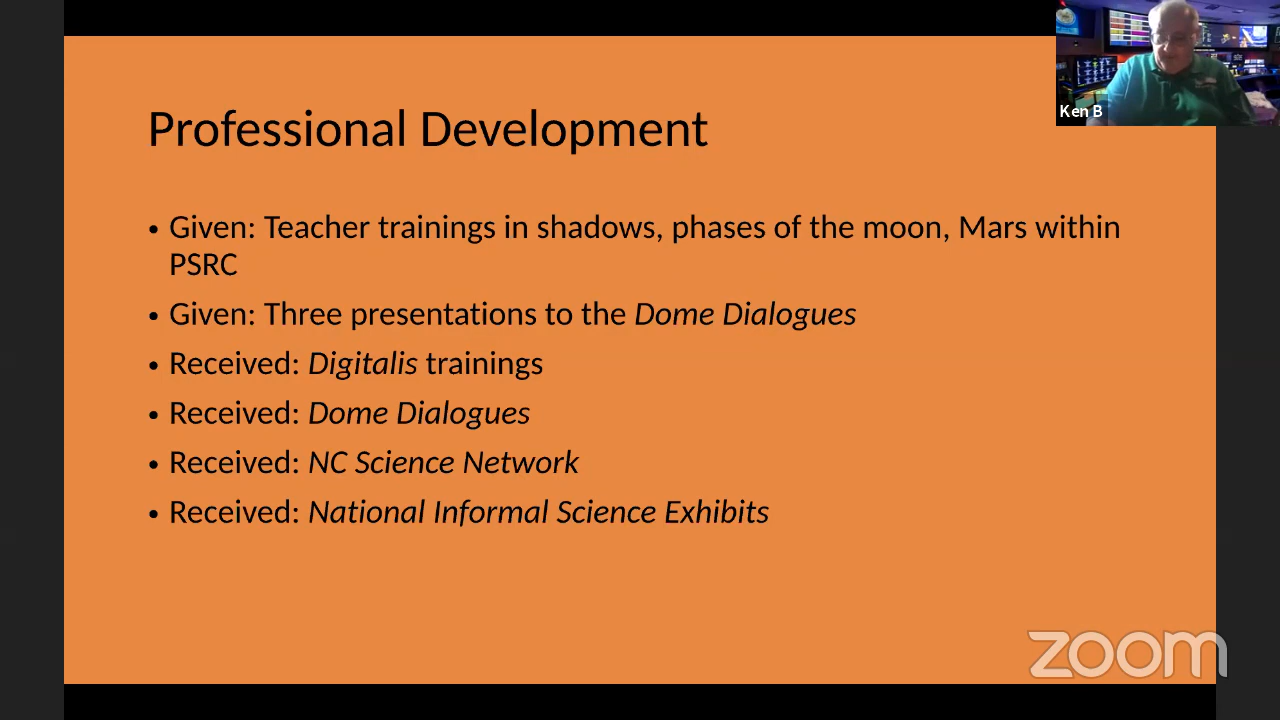 Ken B
Professional Development
• Given: Teacher trainings in shadows, phases of the moon, Mars within
PSRC
• Given: Three presentations to the Dome Dialogues
• Received: Digitalis trainings
• Received: Dome Dialogues
• Received: NC Science Network
• Received: National Informal Science Exhibits
zoom